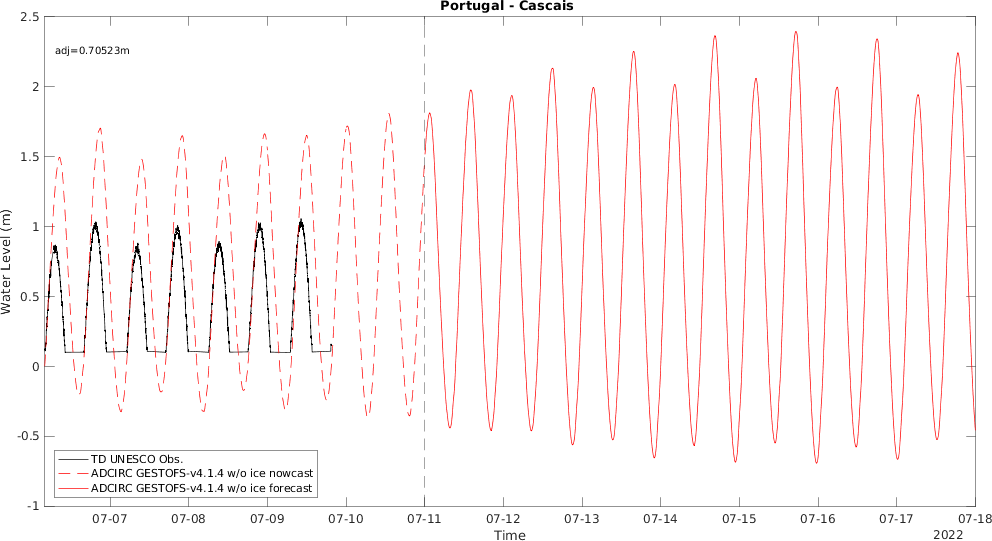 Portugal - Cascais
adj=0.70523m
2.5
2
1.5
1
0.5
0
-0.5
-1
Water Level (m)
TD UNESCO Obs.
ADCIRC GESTOFS-v4.1.4 w/o ice nowcast
ADCIRC GESTOFS-v4.1.4 w/o ice forecast
07-07 07-08 07-09 07-10 07-11 07-12 07-13 07-14 07-15 07-16 07-17 07-18
Time
2022